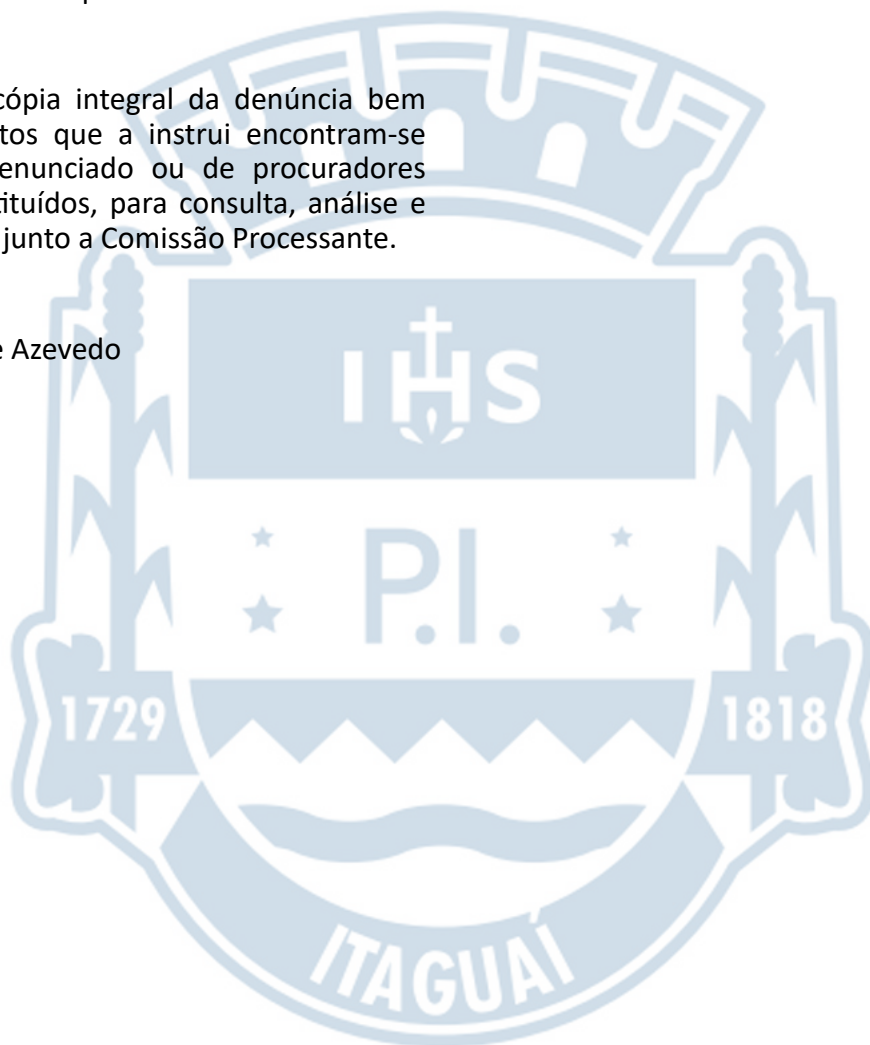 cópia integral da denúncia bem
tos que a instrui encontram-se
enunciado ou de procuradores
tituídos, para consulta, análise e
junto a Comissão Processante.
e Azevedo
IHS
P.I.
1729
1818
ITAGUAÍ